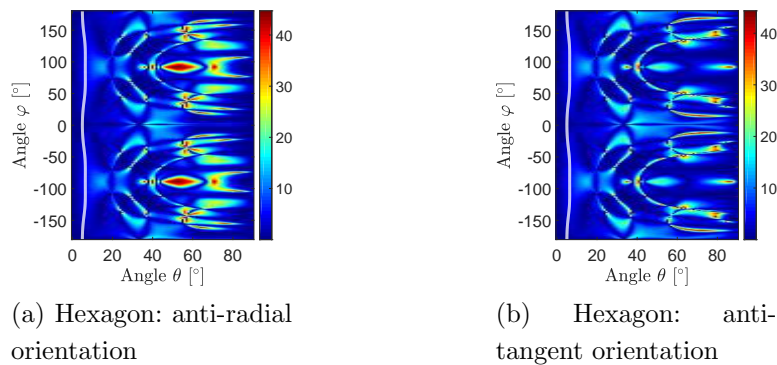 150
100
50
0
-50
-100
-150
Angle φ [°]
0 20 40 60 80
Angle θ [°]
40
30
20
10
(a) Hexagon: anti-radial
orientation
150
100
50
0
-50
-100
-150
Angle φ [°]
0 20 40 60 80
Angle θ [°]
40
30
20
10
(b) Hexagon: anti-
tangent orientation